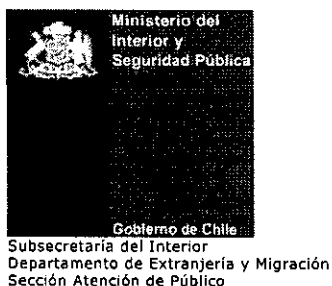 Ministerio del
Interior y
Seguridad Pública
Gobierno de Chile
Subsecretaría del Interior
Departamento de Extranjería y Migración
Sección Atención de Público